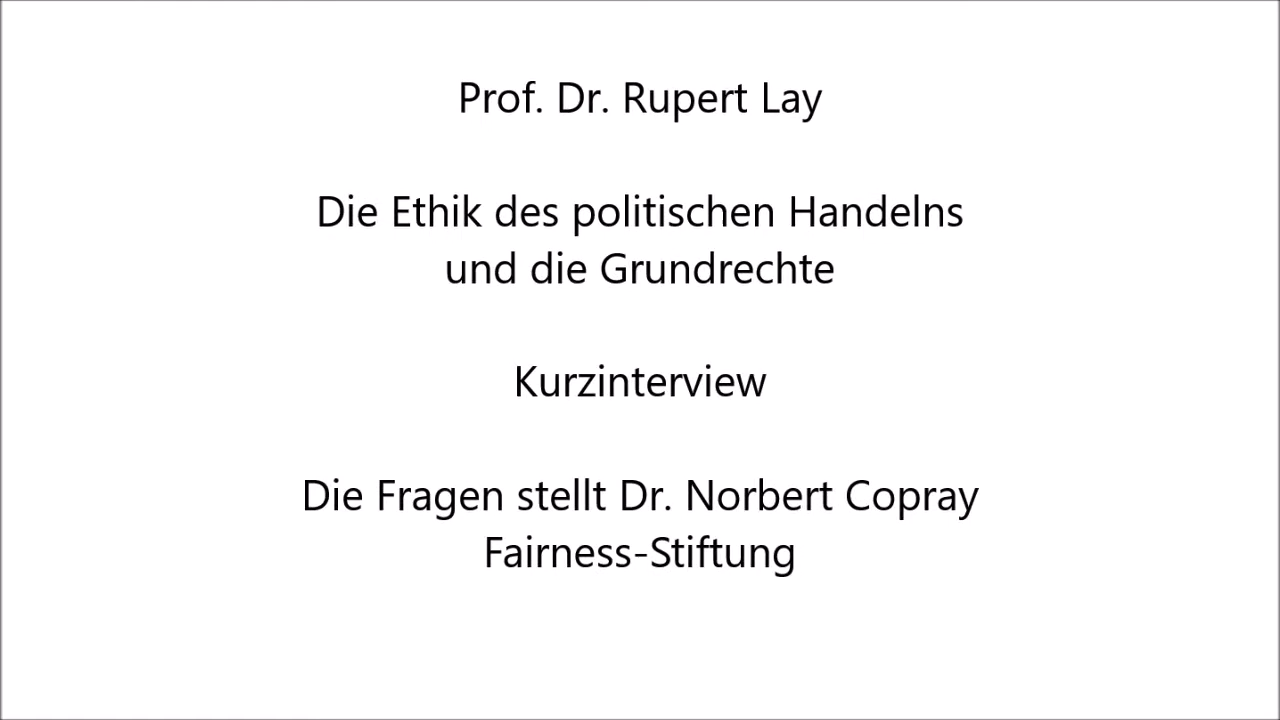 Prof. Dr. Rupert Lay
Die Ethik des politischen Handelns
und die Grundrechte
Kurzinterview
Die Fragen stellt Dr. Norbert Copray
Fairness-Stiftung